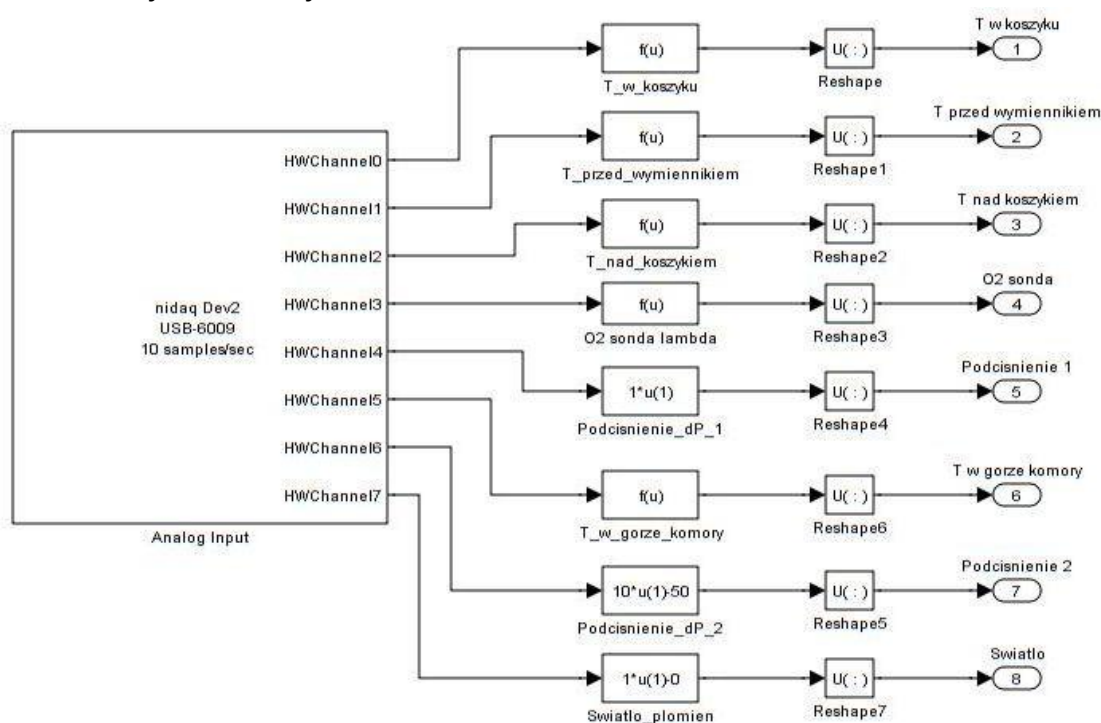 T w koszyku
f(u)
U( : )
1
T_w_koszyku
Reshape
T przed wymiennikiem
HWChannel0
f(u)
U( : )
2
T_przed_wymiennikiem
Reshape1
HWChannel1
T nad koszykiem
f(u)
U( : )
3
HWChannel2
T_nad_koszykiem
Reshape2
O2 sonda
nidaq Dev2
USB-6009
10 samples/sec
HWChannel3
f(u)
U( : )
4
O2 sonda lambda
Reshape3
HWChannel4
Podcisnienie 1
1*u(1)
U( : )
5
HWChannel5
Podcisnienie_dP_1
Reshape4
HWChannel6
T w gorze komory
HWChannel7
f(u)
U( : )
6
Analog Input
T_w_gorze_komory
Reshape6
Podcisnienie 2
10*u(1)-50
U( : )
7
Podcisnienie_dP_2
Reshape5
Swiatlo
1*u(1)-0
U( : )
8
Swiatlo_plomien
Reshape7